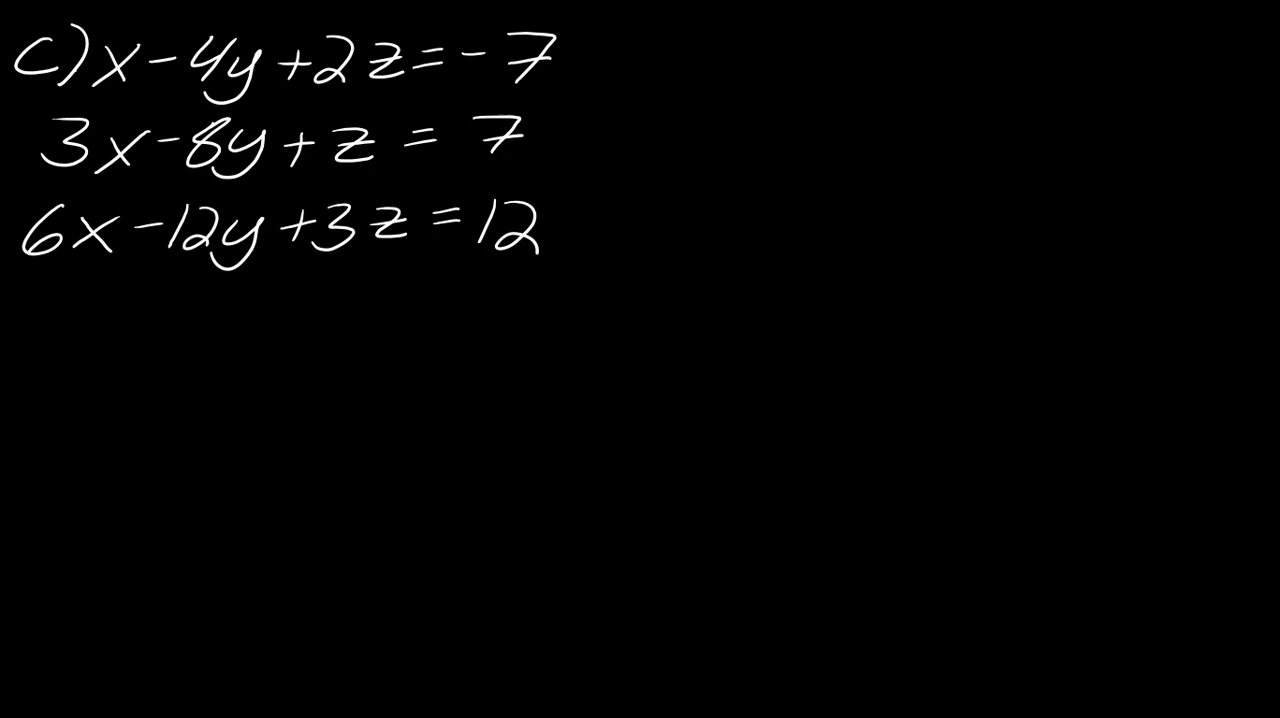 C) x - 4y + 2z = -7
3x - 8y + z = 7
6x - 12y + 3z = 12